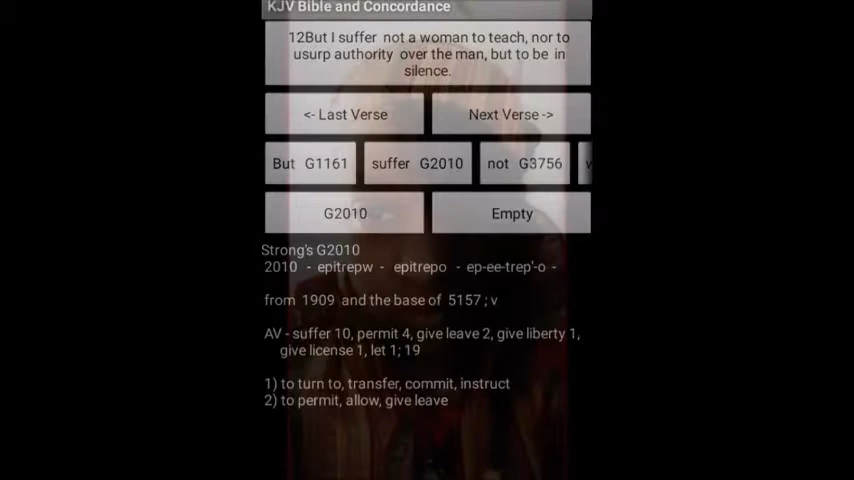 KJV Bible and Concordance
12But I suffer not a woman to teach, nor to
usurp authority over the man, but to be in
silence.
<- Last Verse Next Verse ->
But G1161 suffer G2010 not G3756
G2010 Empty
Strong's G2010
2010 - epitrepw - epitrepo - ep-ee-trep'-o -
from 1909 and the base of 5157 ; v
AV - suffer 10, permit 4, give leave 2, give liberty 1,
give license 1, let 1; 19
1) to turn to, transfer, commit, instruct
2) to permit, allow, give leave